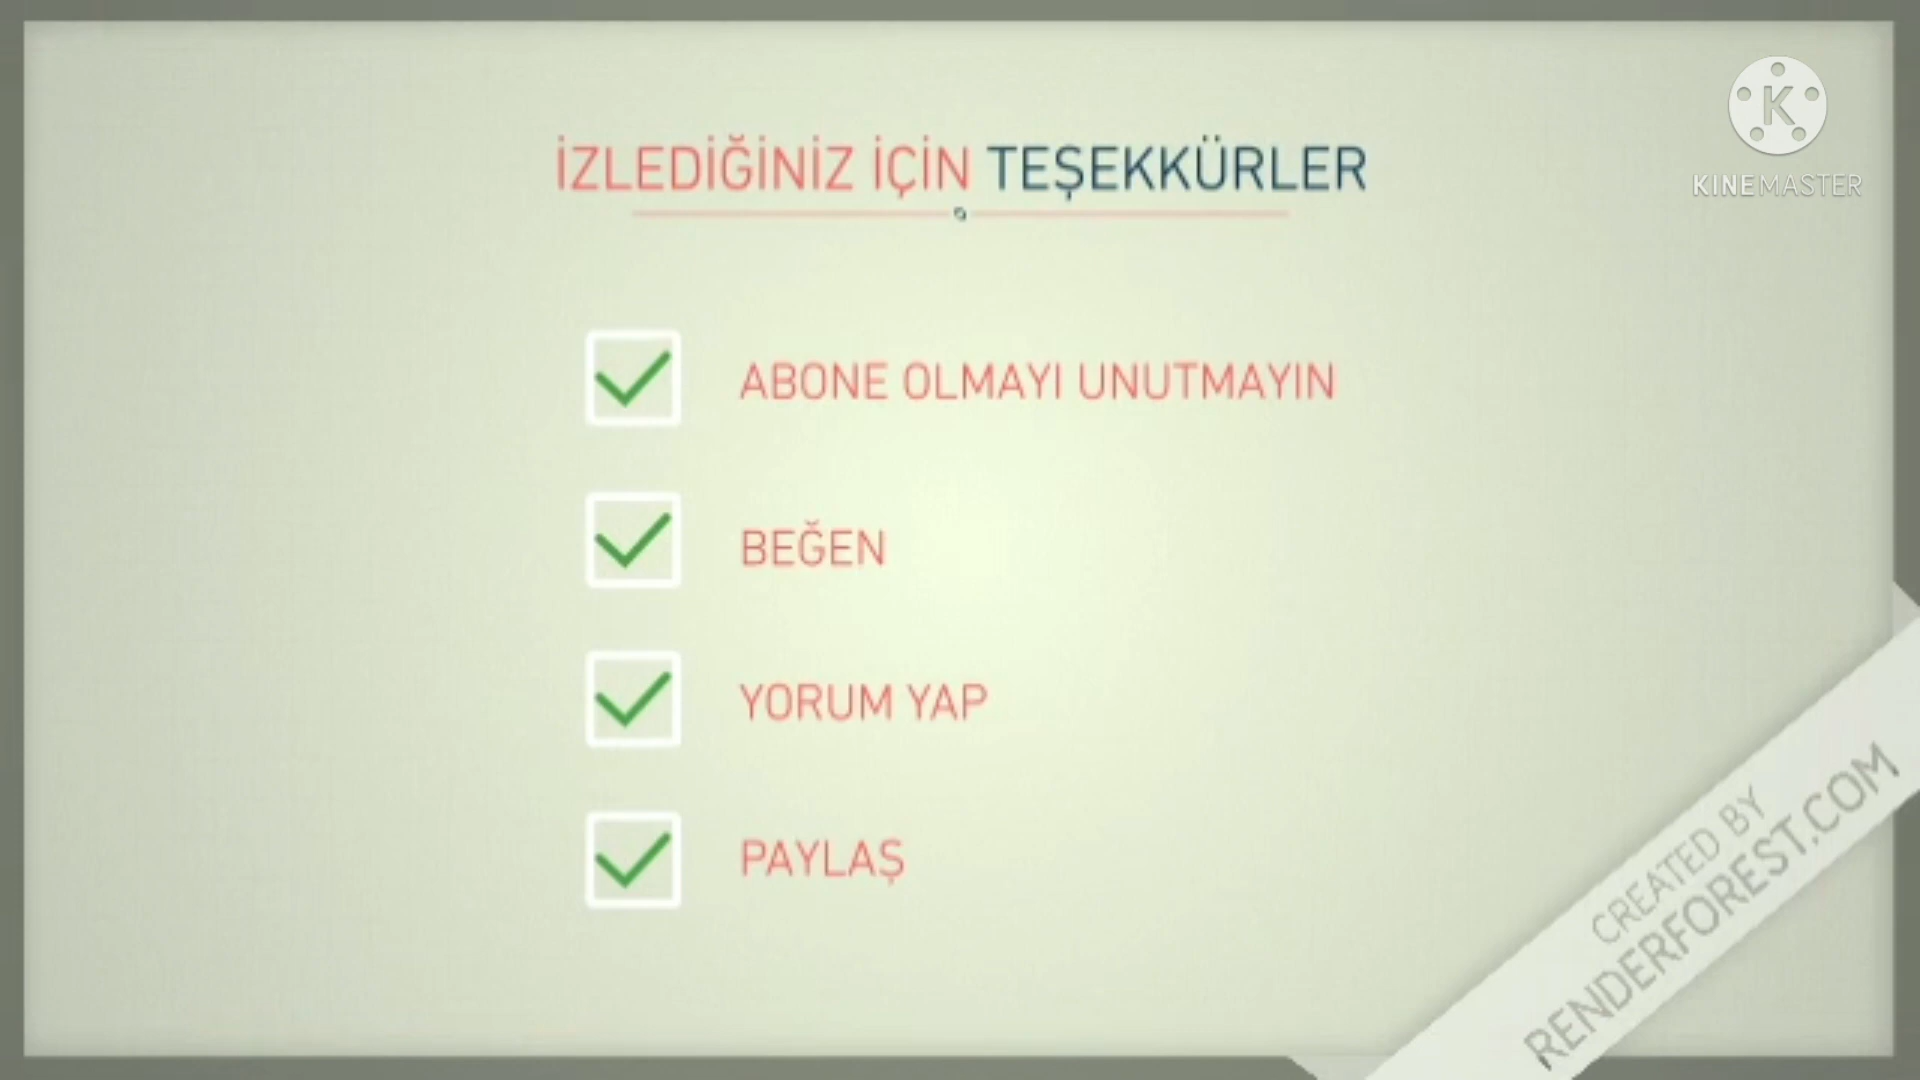 İZLEDİĞİNİZ İÇİN TEŞEKKÜRLER
KINEMASTER
ABONE OLMAYI UNUTMAYIN
BEĞEN
YORUM YAP
PAYLAŞ
CREATED BY
RENDERFOREST.COM